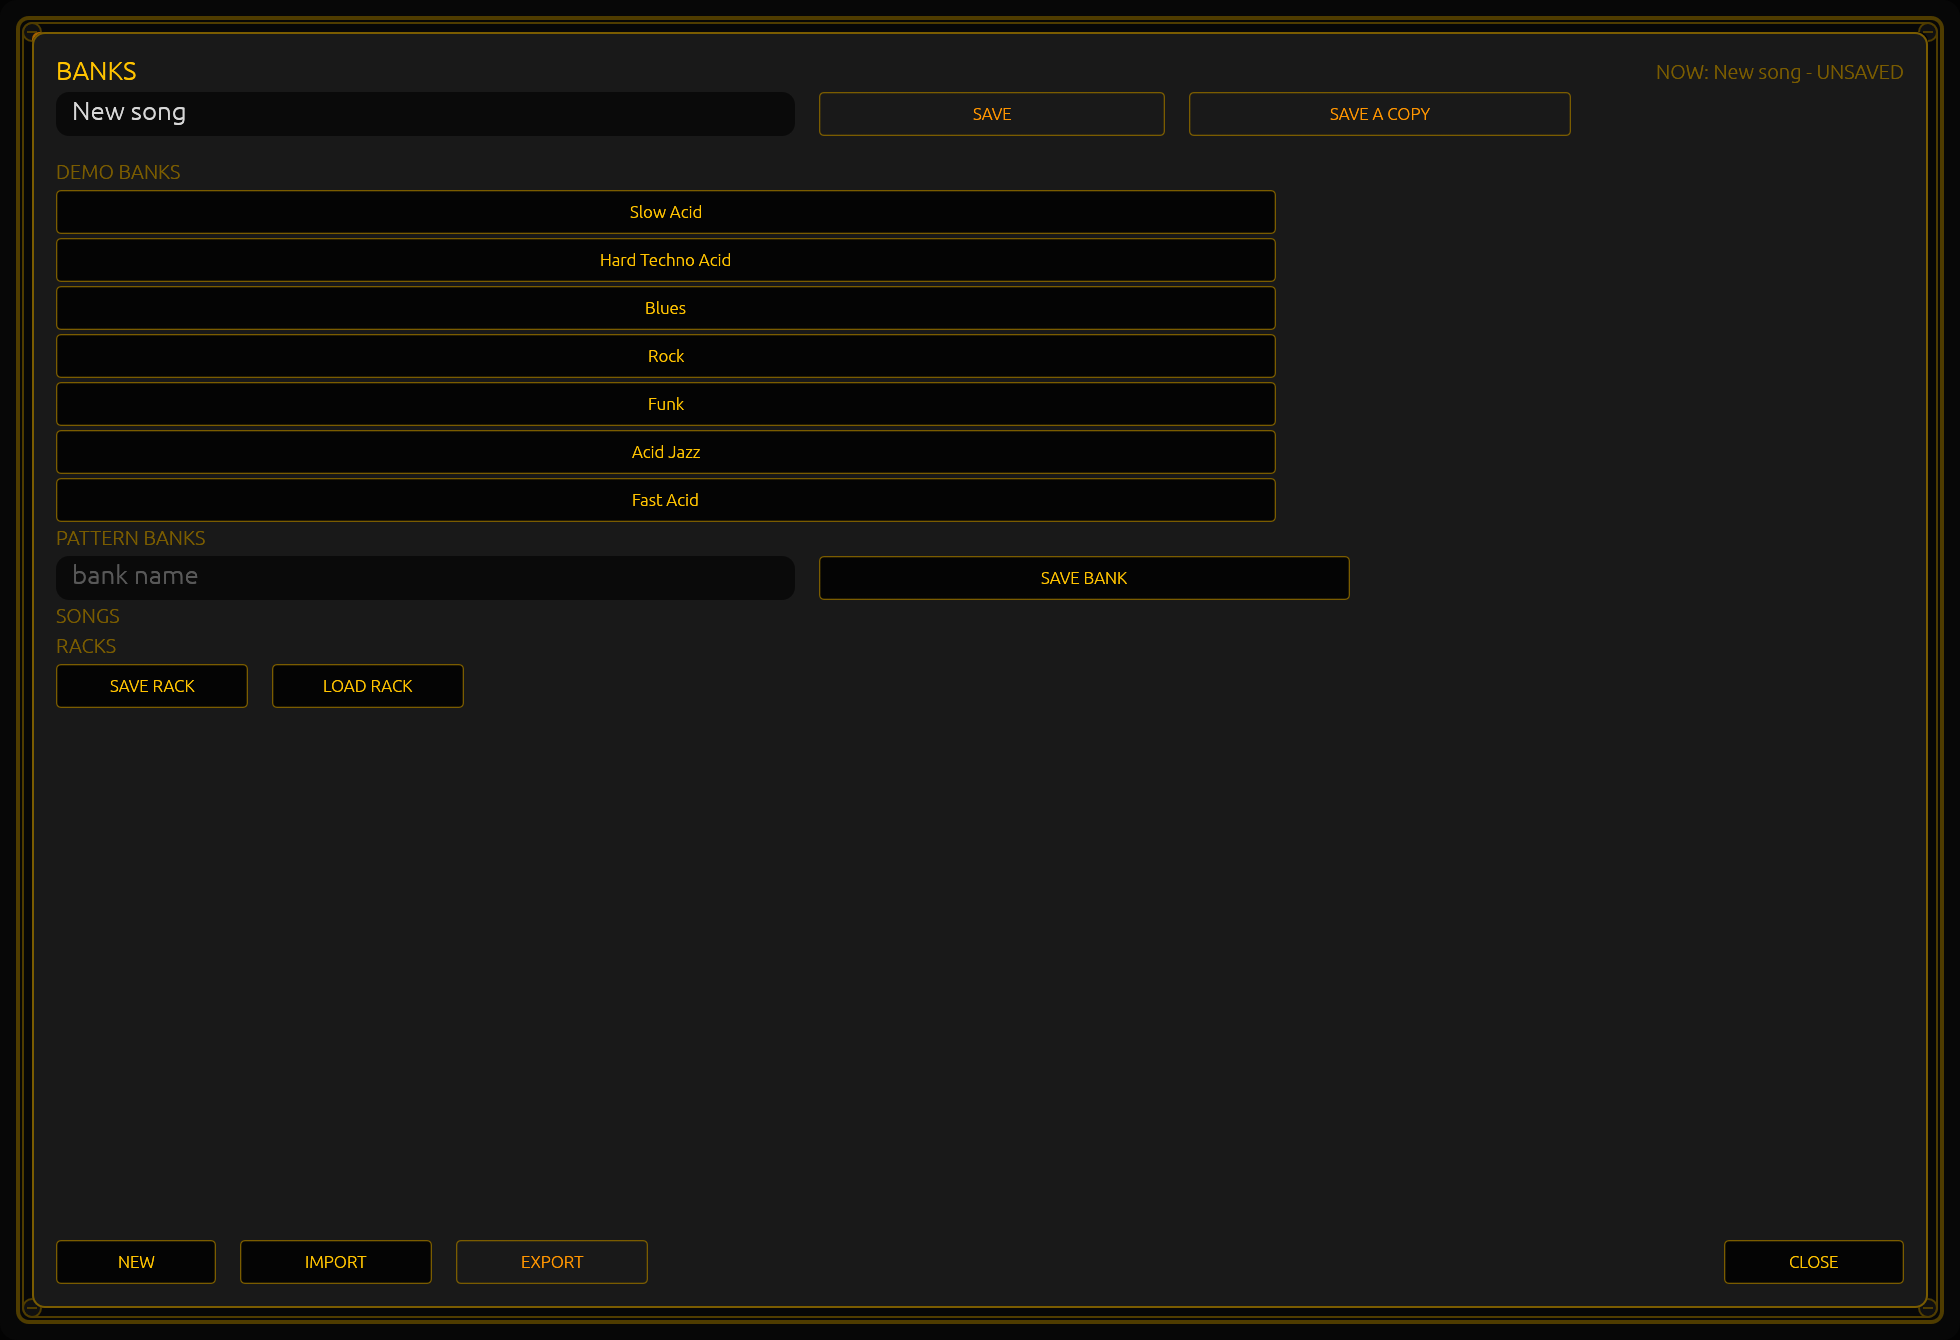 BANKS
NOW: New song - UNSAVED
New song
SAVE
SAVE A COPY
DEMO BANKS
Slow Acid
Hard Techno Acid
Blues
Rock
Funk
Acid Jazz
Fast Acid
PATTERN BANKS
bank name
SAVE BANK
SONGS
RACKS
SAVE RACK
LOAD RACK
NEW
IMPORT
EXPORT
CLOSE